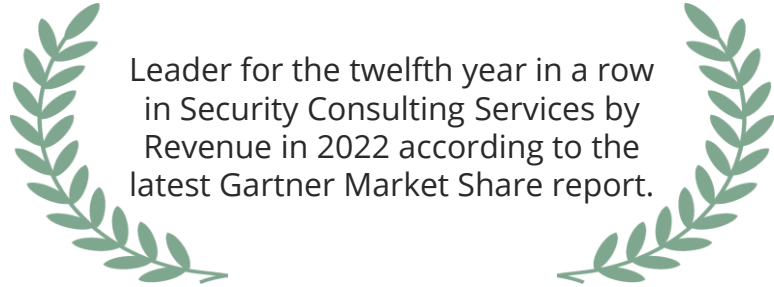 Leader for the twelfth year in a row
in Security Consulting Services by
Revenue in 2022 according to the
latest Gartner Market Share report.